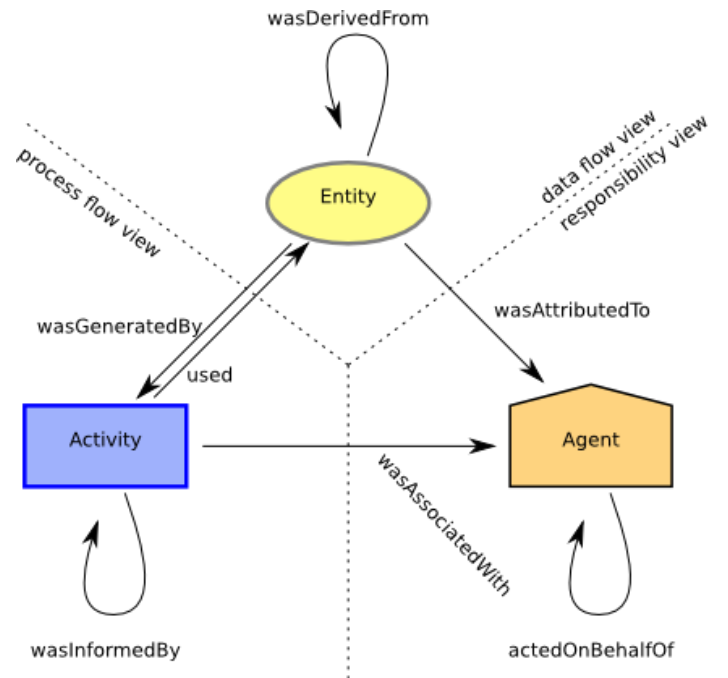 wasDerivedFrom
process flow view
data flow view
responsibility view
Entity
wasGeneratedBy
wasAttributedTo
used
Activity
Agent
wasAssociatedWith
wasInformedBy
actedOnBehalfOf